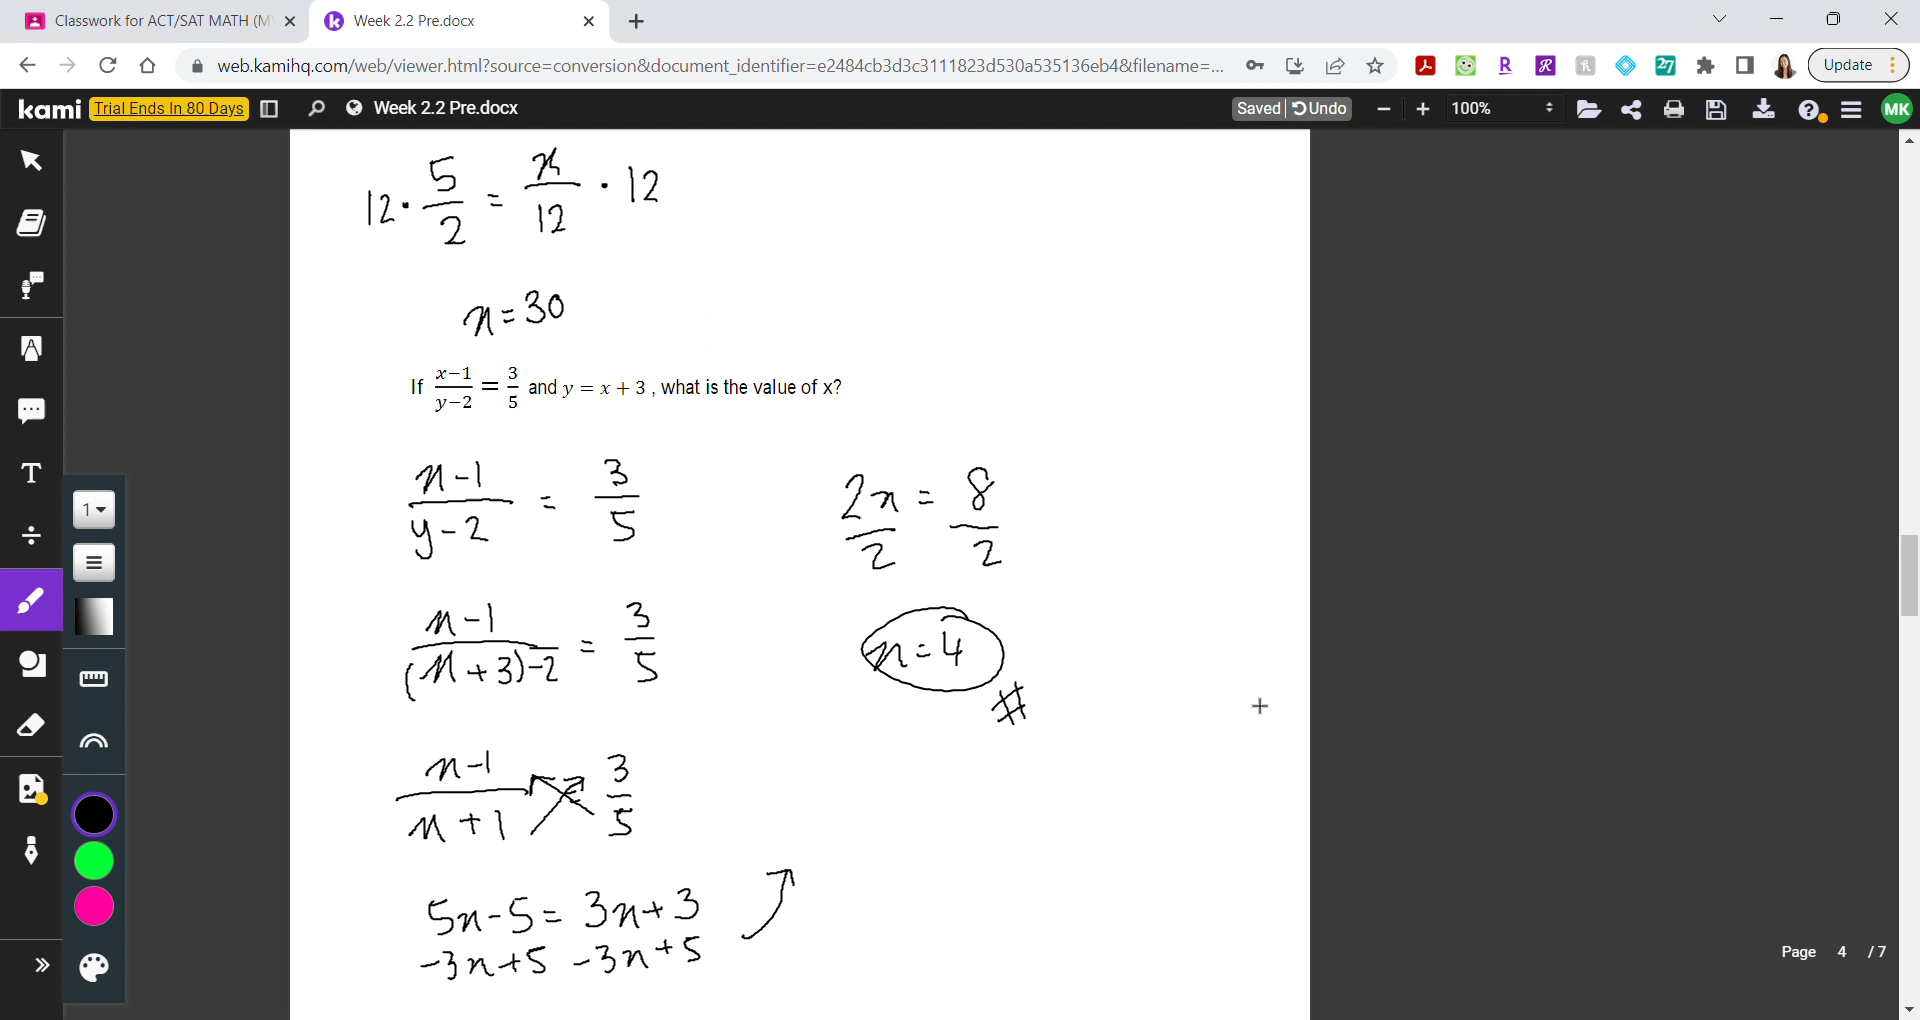 Classwork for ACT/SAT MATH (M
Week 2.2 Pre.docx
web.kamihq.com/web/viewer.html?source=conversion&document_identifier=e2484cb3d3c3111823d530a535136eb4&filename=...
Update
kami Trial Ends In 80 Days
Week 2.2 Pre.docx
Saved Undo
100%
MK
12 · 5/2 = x/12 · 12
x = 30
If (x−1)/(y−2) = 3/5 and y = x + 3 , what is the value of x?
(x-1)/(y-2) = 3/5
(x-1)/((x+3)-2) = 3/5
(x-1)/(x+1) = 3/5
5x-5 = 3x+3
-3x+5 -3x+5
2x/2 = 8/2
x = 4
#
1
Page 4 / 7